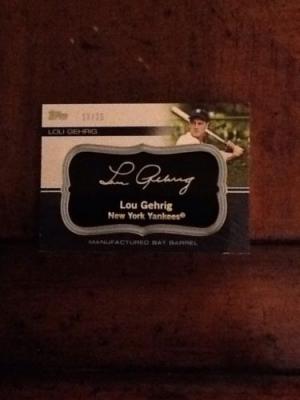 Topps
LOU GEHRIG
Lou Gehrig
Lou Gehrig
New York Yankees®
MANUFACTURED BAT BARREL